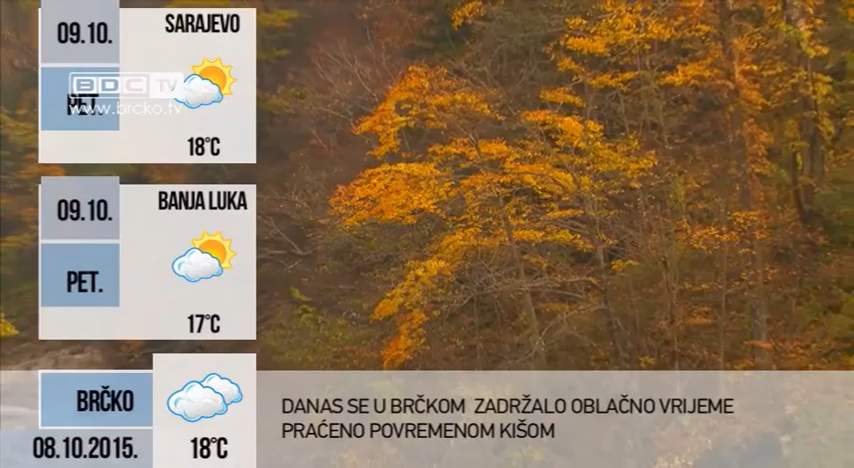 09.10.
SARAJEVO
BDC TV
PET.
www.brcko.tv
18°C
09.10.
BANJA LUKA
PET.
17°C
BRČKO
08.10.2015.
18°C
DANAS SE U BRČKOM ZADRŽALO OBLAČNO VRIJEME
PRAĆENO POVREMENOM KIŠOM